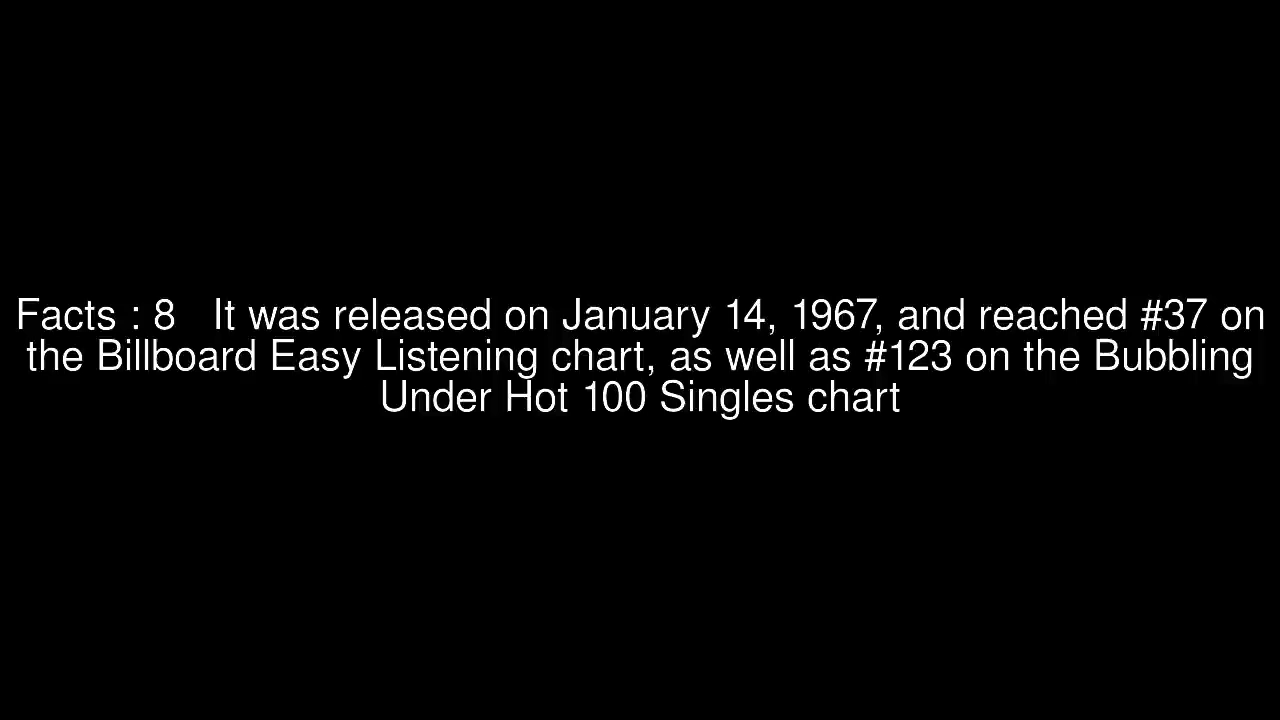 Facts : 8   It was released on January 14, 1967, and reached #37 on
the Billboard Easy Listening chart, as well as #123 on the Bubbling
Under Hot 100 Singles chart